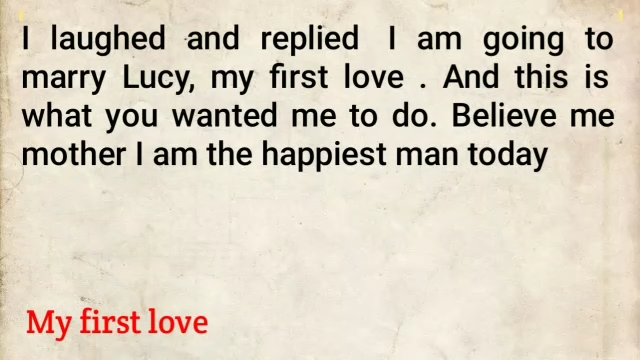 I laughed and replied I am going to
marry Lucy, my first love . And this is
what you wanted me to do. Believe me
mother I am the happiest man today
My first love